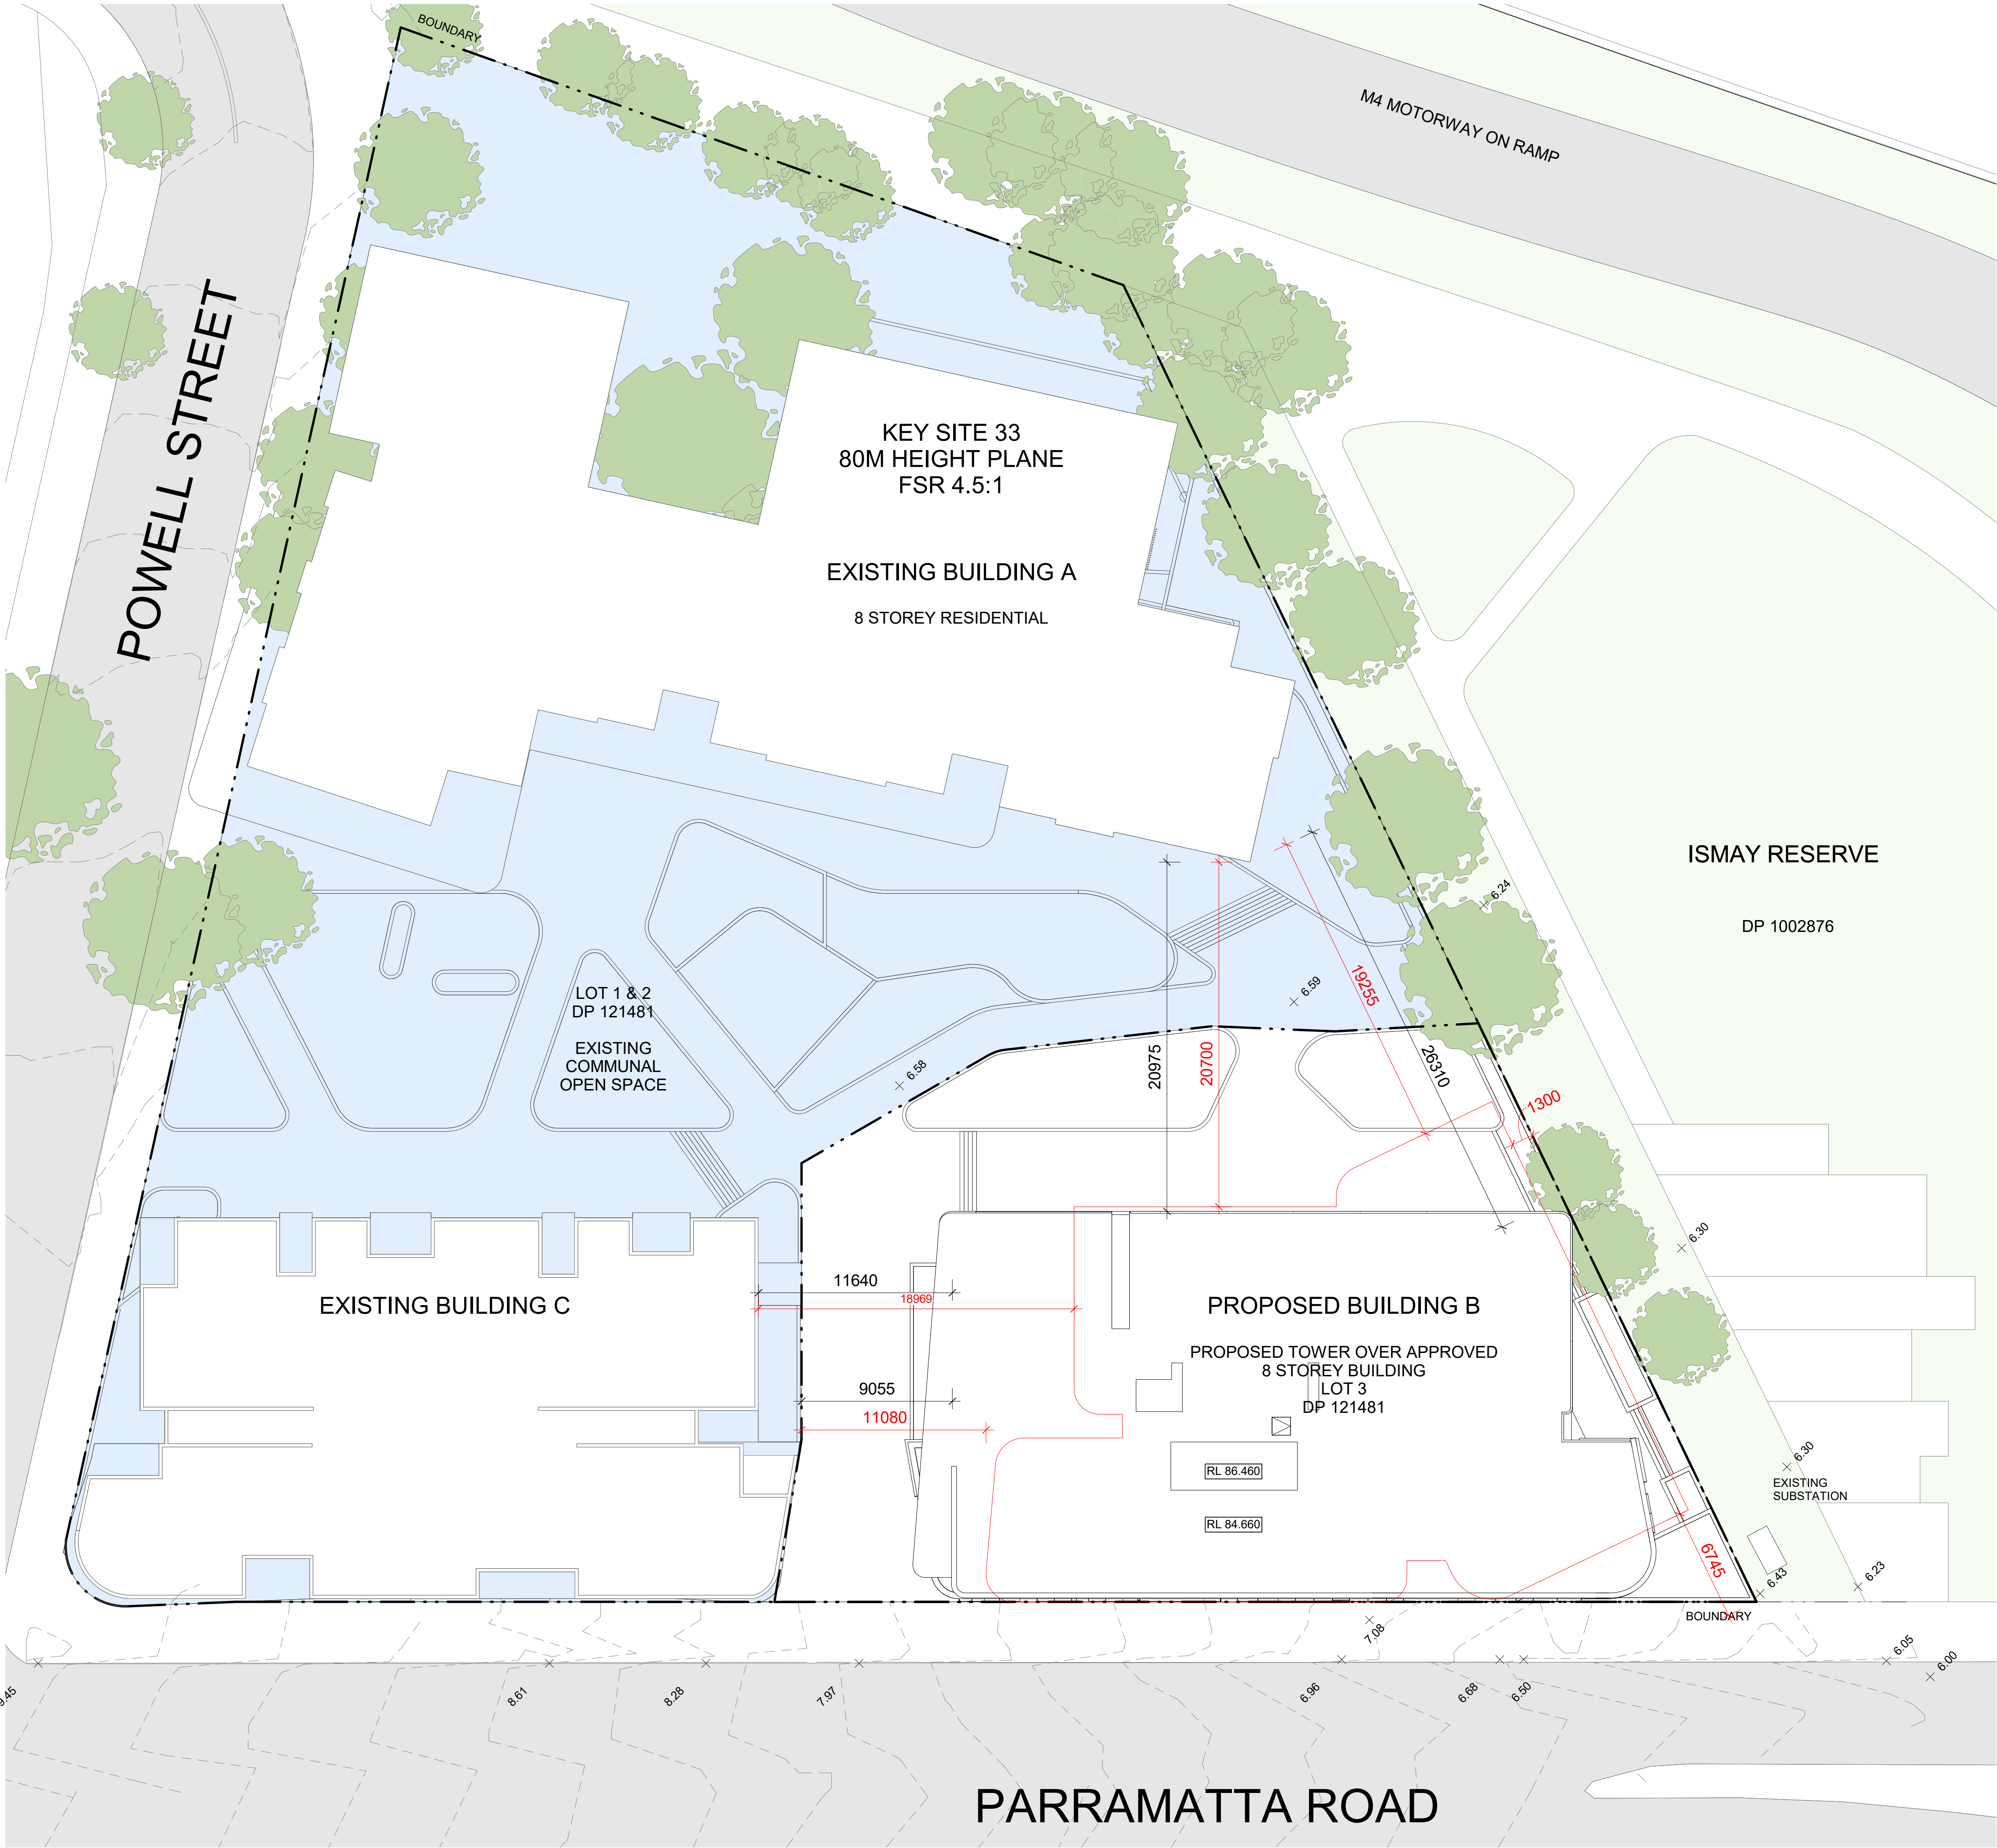 BOUNDARY
M4 MOTORWAY ON RAMP
POWELL STREET
KEY SITE 33
80M HEIGHT PLANE
FSR 4.5:1
EXISTING BUILDING A
8 STOREY RESIDENTIAL
ISMAY RESERVE
DP 1002876
6.24
19255
6.59
LOT 1 & 2
DP 121481
EXISTING
COMMUNAL
OPEN SPACE
6.58
20975
20700
26310
1300
6.30
11640
18969
EXISTING BUILDING C
PROPOSED BUILDING B
PROPOSED TOWER OVER APPROVED
8 STOREY BUILDING
LOT 3
DP 121481
9055
11080
RL 86.460
RL 84.660
6.30
EXISTING
SUBSTATION
6745
6.43
6.23
BOUNDARY
7.08
6.05
6.00
8.61
8.28
7.97
6.96
6.68
6.50
PARRAMATTA ROAD